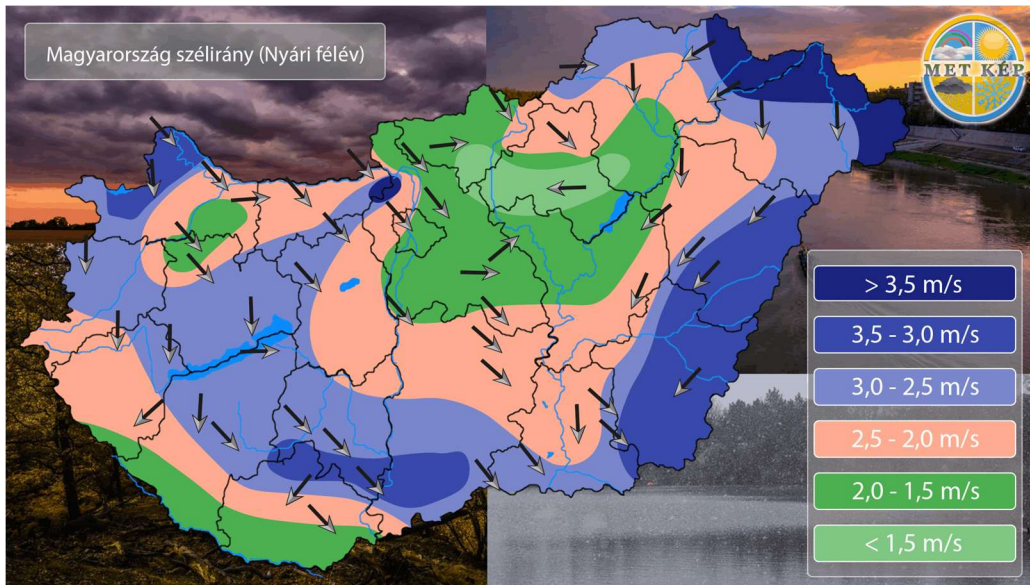 Magyarország szélirány (Nyári félév)
MET KÉP
> 3,5 m/s
3,5 - 3,0 m/s
3,0 - 2,5 m/s
2,5 - 2,0 m/s
2,0 - 1,5 m/s
< 1,5 m/s